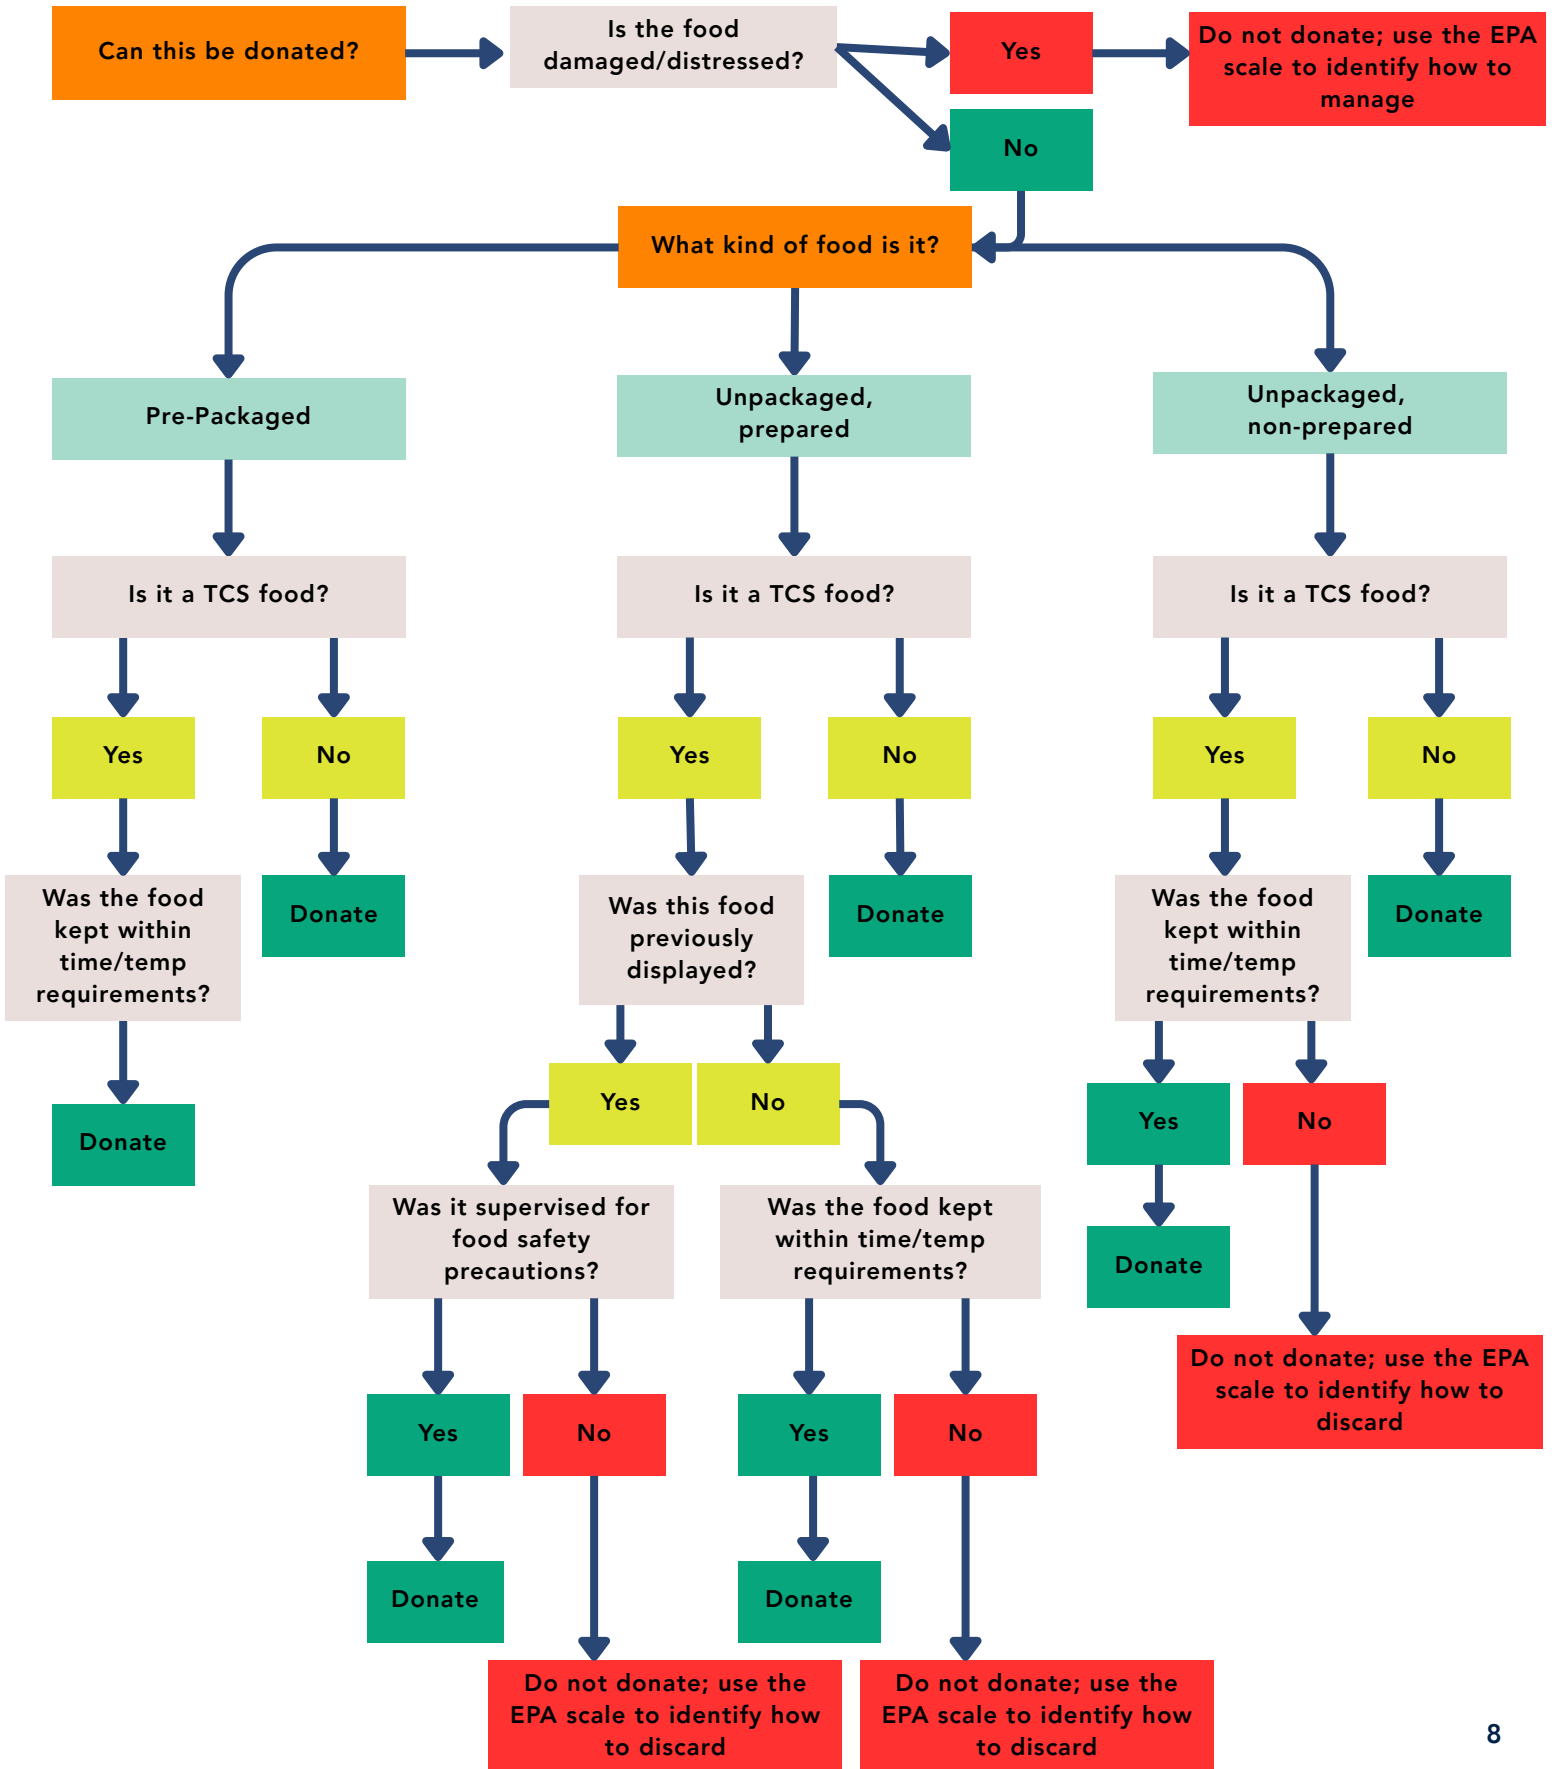 Can this be donated?
Is the food
damaged/distressed?
Yes
Do not donate; use the EPA
scale to identify how to
manage
No
What kind of food is it?
Pre-Packaged
Unpackaged,
prepared
Unpackaged,
non-prepared
Is it a TCS food?
Is it a TCS food?
Is it a TCS food?
Yes
No
Yes
No
Yes
No
Was the food
kept within
time/temp
requirements?
Donate
Was this food
previously
displayed?
Donate
Was the food
kept within
time/temp
requirements?
Donate
Donate
Yes
No
Yes
No
Was it supervised for
food safety
precautions?
Was the food kept
within time/temp
requirements?
Donate
Do not donate; use the EPA
scale to identify how to
discard
Yes
No
Yes
No
Donate
Donate
Do not donate; use the
EPA scale to identify how
to discard
Do not donate; use the
EPA scale to identify how
to discard
8